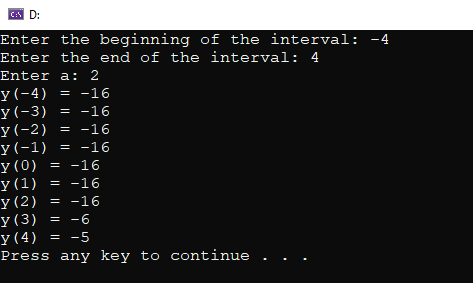 D:
Enter the beginning of the interval: -4
Enter the end of the interval: 4
Enter a: 2
y(-4) = -16
y(-3) = -16
y(-2) = -16
y(-1) = -16
y(0) = -16
y(1) = -16
y(2) = -16
y(3) = -6
y(4) = -5
Press any key to continue . . .